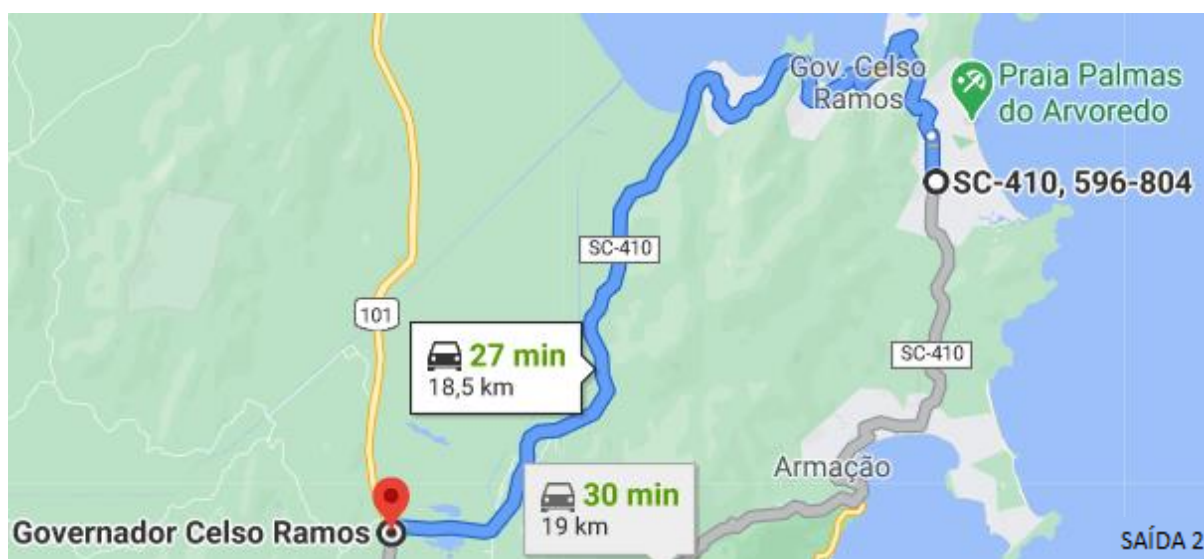 Gov. Celso
Ramos
Praia Palmas
do Arvoredo
SC-410, 596-804
SC-410
101
27 min
18,5 km
SC-410
Armação
30 min
19 km
Governador Celso Ramos
SAÍDA 2